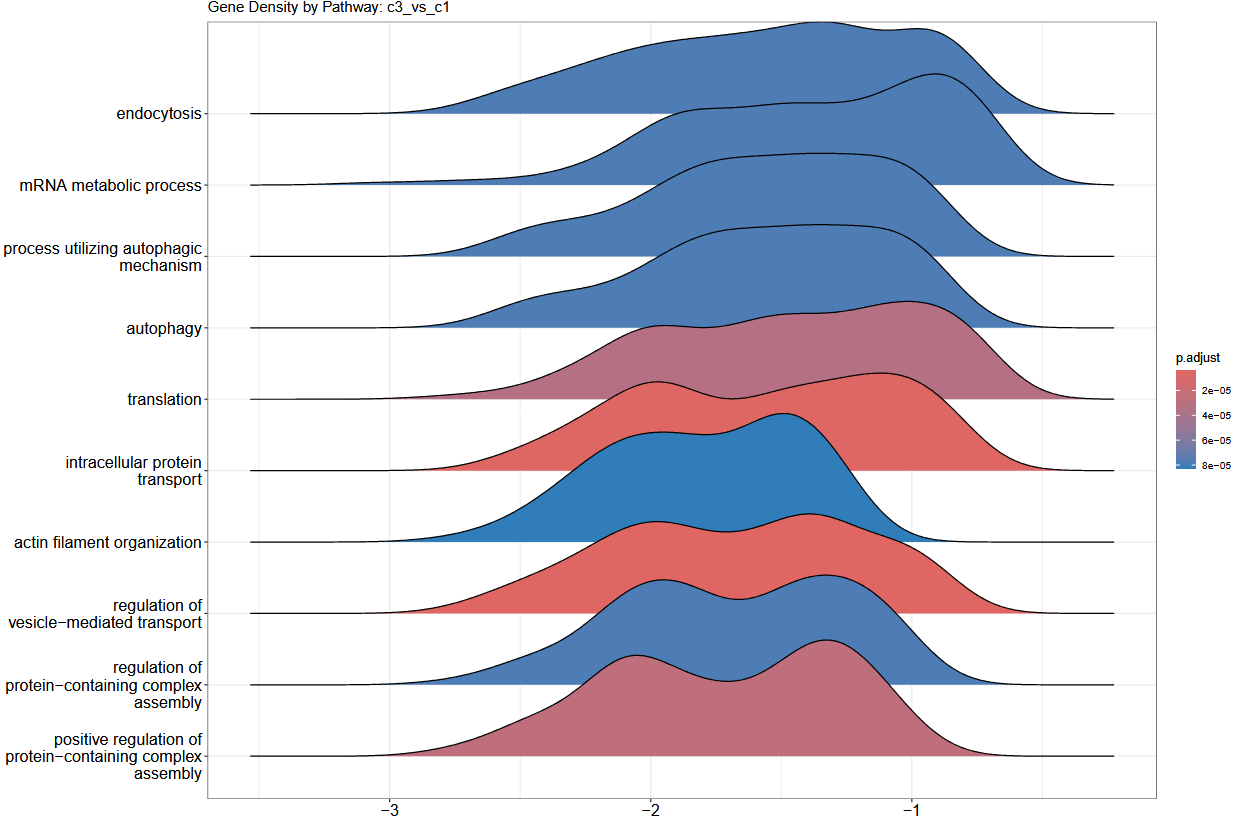 Gene Density by Pathway: c3_vs_c1
endocytosis
mRNA metabolic process
process utilizing autophagic
mechanism
autophagy
translation
intracellular protein
transport
actin filament organization
regulation of
vesicle−mediated transport
regulation of
protein−containing complex
assembly
positive regulation of
protein−containing complex
assembly
−3
−2
−1
p.adjust
2e−05
4e−05
6e−05
8e−05